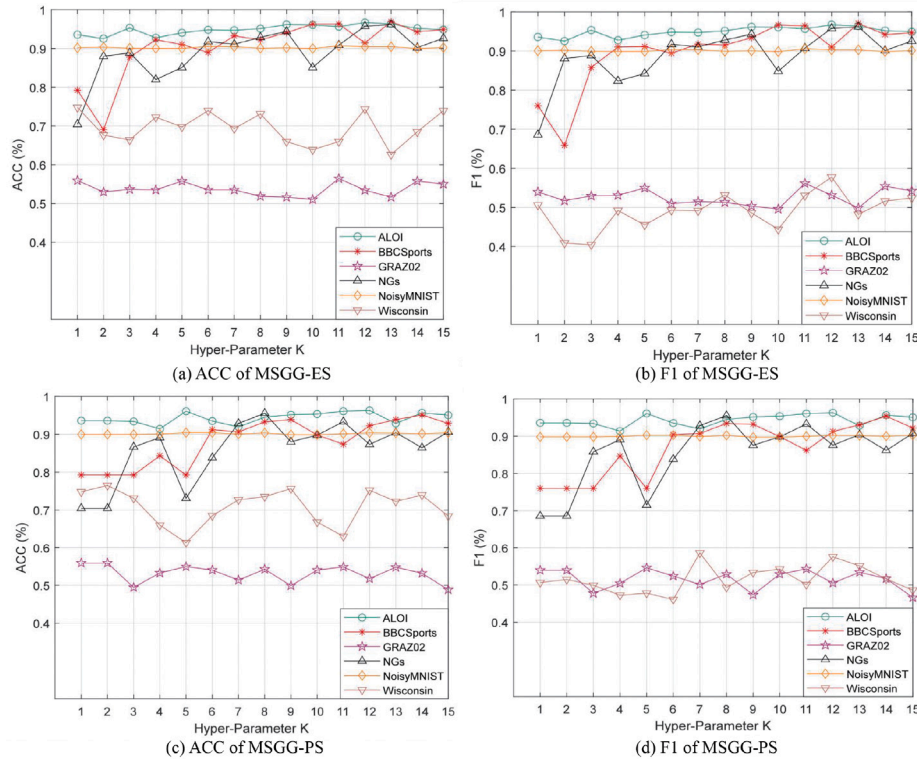 1
0.9
0.8
0.7
0.6
0.5
0.4
ACC (%)
ALOI
BBCSports
GRAZ02
NGs
NoisyMNIST
Wisconsin
1 2 3 4 5 6 7 8 9 10 11 12 13 14 15
Hyper-Parameter K
(a) ACC of MSGG-ES
1
0.9
0.8
0.7
0.6
0.5
0.4
F1 (%)
ALOI
BBCSports
GRAZ02
NGs
NoisyMNIST
Wisconsin
1 2 3 4 5 6 7 8 9 10 11 12 13 14 15
Hyper-Parameter K
(b) F1 of MSGG-ES
1
0.9
0.8
0.7
0.6
0.5
0.4
ACC (%)
ALOI
BBCSports
GRAZ02
NGs
NoisyMNIST
Wisconsin
1 2 3 4 5 6 7 8 9 10 11 12 13 14 15
Hyper-Parameter K
(c) ACC of MSGG-PS
1
0.9
0.8
0.7
0.6
0.5
0.4
F1 (%)
ALOI
BBCSports
GRAZ02
NGs
NoisyMNIST
Wisconsin
1 2 3 4 5 6 7 8 9 10 11 12 13 14 15
Hyper-Parameter K
(d) F1 of MSGG-PS